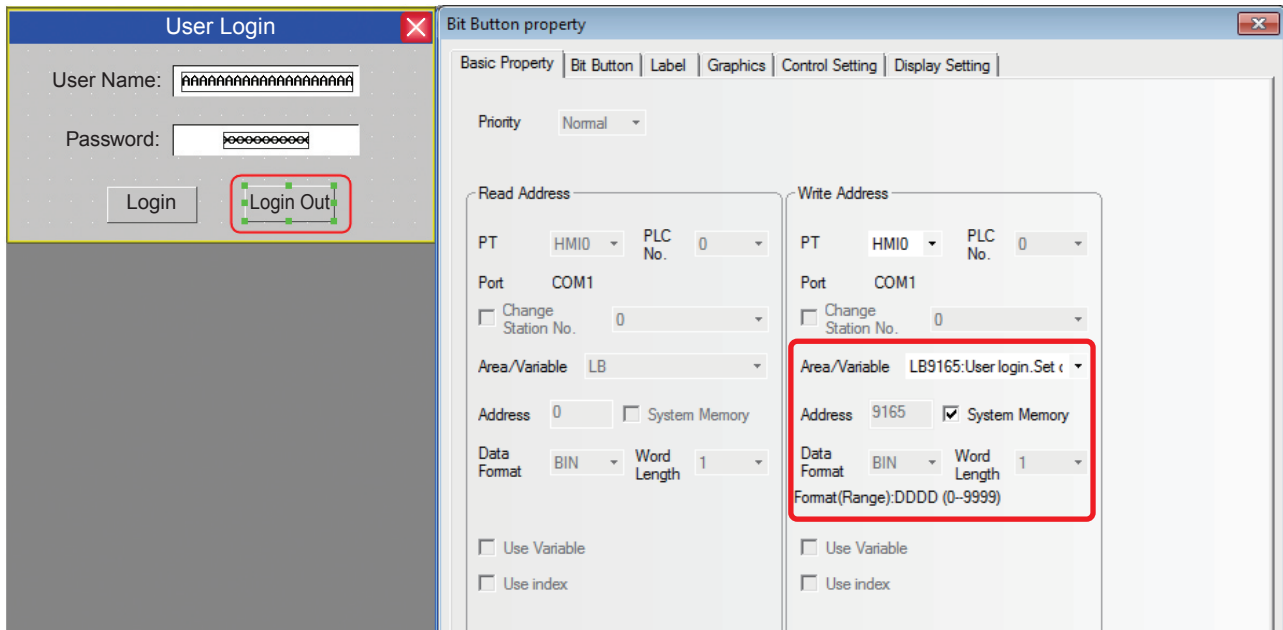 User Login
User Name: AAAAAAAAAAAAAAAAAAAA
Password:
Login Login Out
Bit Button property
Basic Property Bit Button Label Graphics Control Setting Display Setting
Priority Normal
Read Address
PT HMI0 PLC No. 0
Port COM1
Change Station No. 0
Area/Variable LB
Address 0 System Memory
Data Format BIN Word Length 1
Use Variable
Use index
Write Address
PT HMI0 PLC No. 0
Port COM1
Change Station No. 0
Area/Variable LB9165:User login.Set
Address 9165 System Memory
Data Format BIN Word Length 1
Format(Range):DDDD (0--9999)
Use Variable
Use index